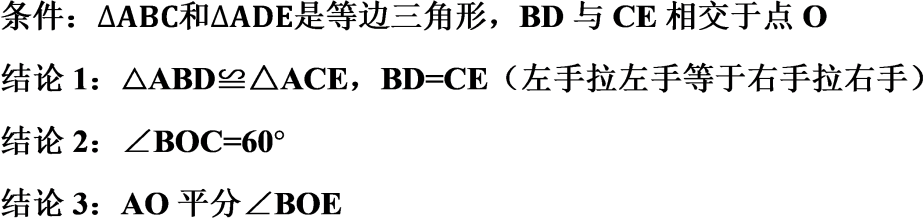 条件：△ABC和△ADE是等边三角形，BD 与 CE 相交于点 O
结论 1：△ABD≌△ACE，BD=CE（左手拉左手等于右手拉右手）
结论 2：∠BOC=60°
结论 3：AO 平分∠BOE